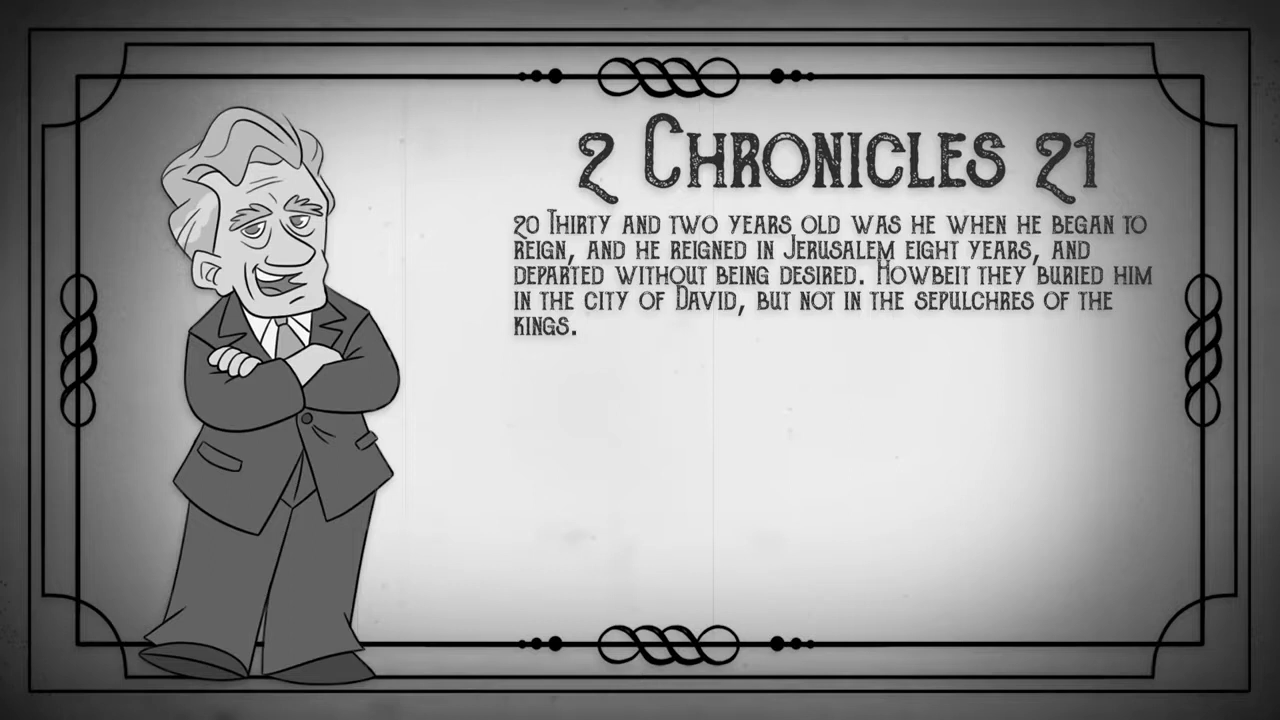 2 Chronicles 21
20 Thirty and two years old was he when he began to
reign, and he reigned in Jerusalem eight years, and
departed without being desired. Howbeit they buried him
in the city of David, but not in the sepulchres of the
kings.